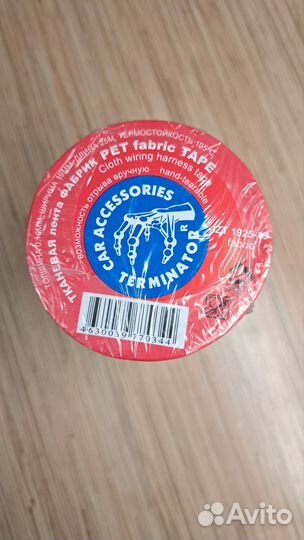 ТКАНЕВАЯ лента ФАБРИК PET fabric TAPE
Cloth wiring harness tape
возможность отрыва вручную hand-tearable
CAR ACCESSORIES
TERMINATOR
fabric
4630039770344
Avito